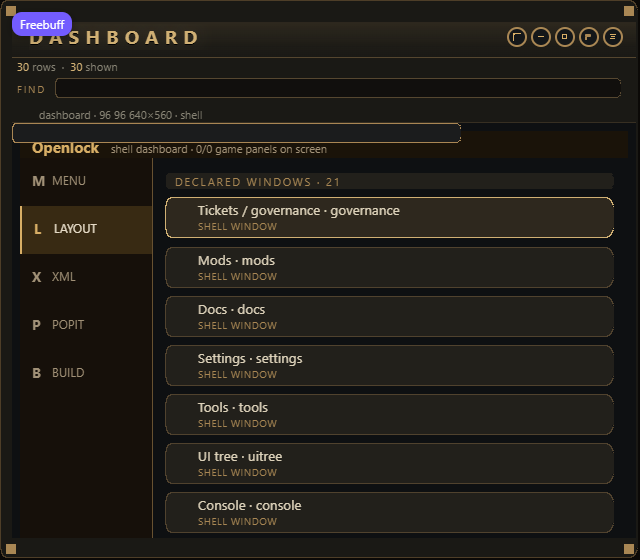 Freebuff
DASHBOARD
30 rows · 30 shown
FIND
dashboard · 96 96 640×560 · shell
Openlock shell dashboard · 0/0 game panels on screen
M MENU
L LAYOUT
X XML
P POPIT
B BUILD
DECLARED WINDOWS · 21
Tickets / governance · governance
SHELL WINDOW
Mods · mods
SHELL WINDOW
Docs · docs
SHELL WINDOW
Settings · settings
SHELL WINDOW
Tools · tools
SHELL WINDOW
UI tree · uitree
SHELL WINDOW
Console · console
SHELL WINDOW